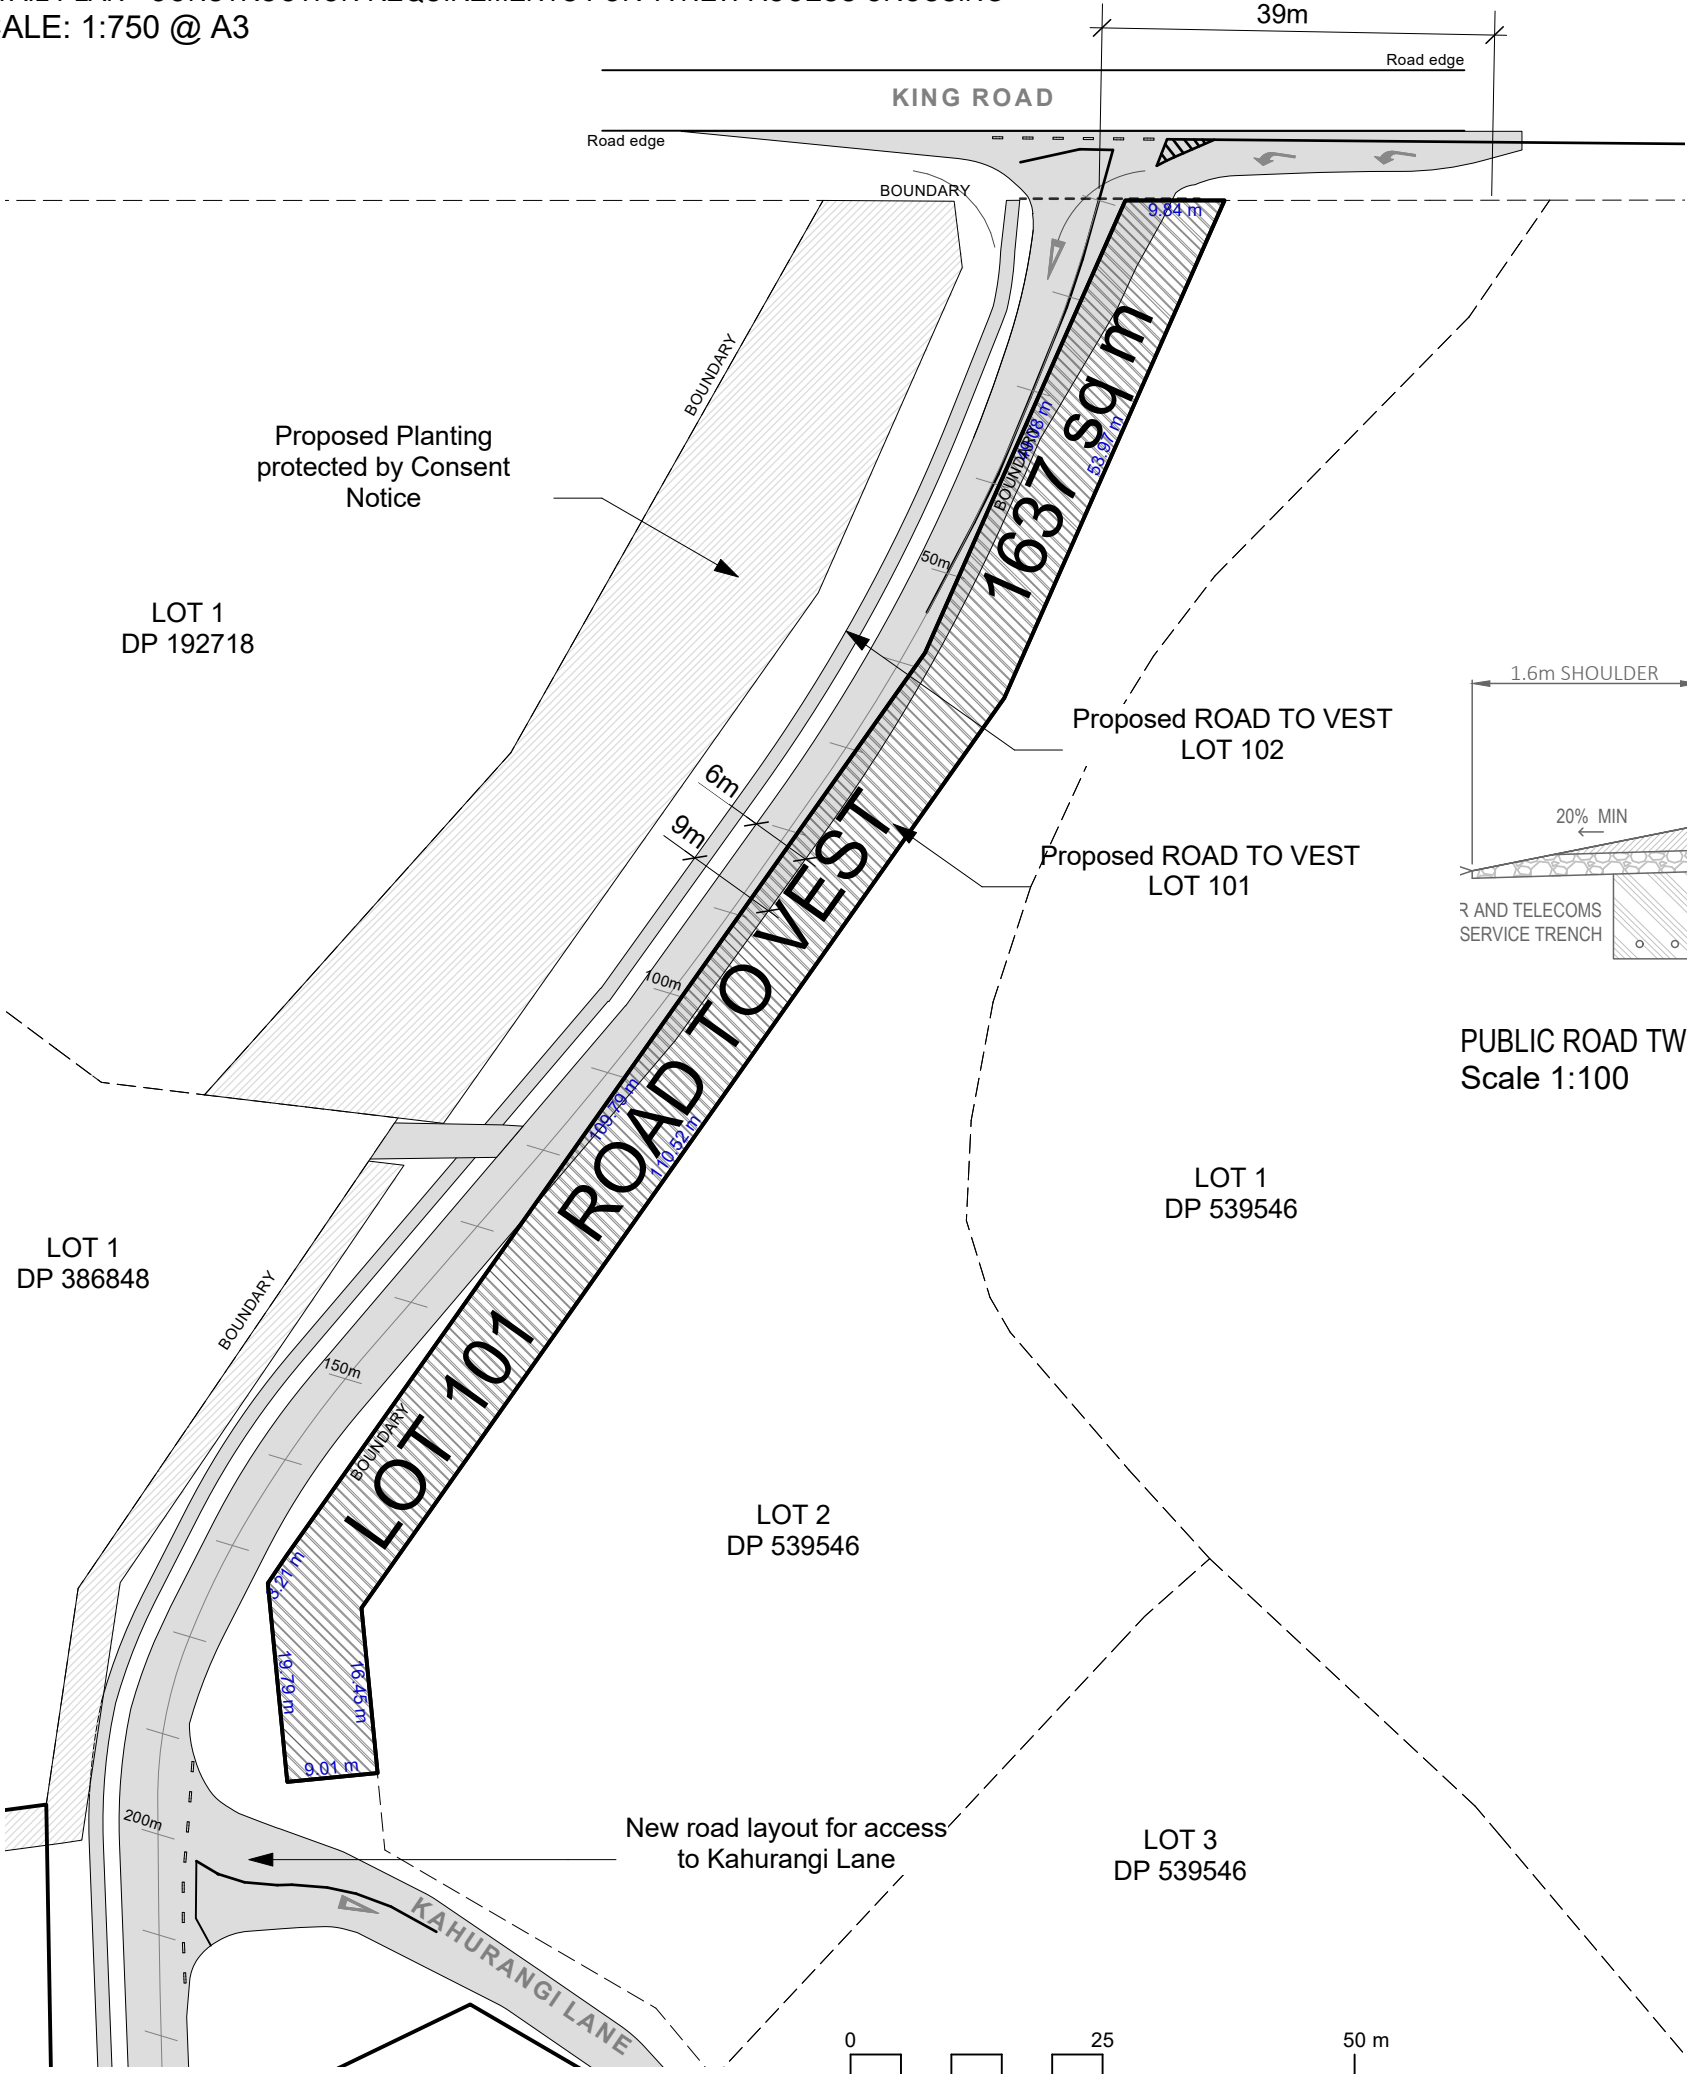 SCALE: 1:750 @ A3
39m
Road edge
KING ROAD
Road edge
BOUNDARY
9.84 m
BOUNDARY
1637 sq m
53.97 m
BOUNDARY
Proposed Planting
protected by Consent
Notice
50m
LOT 1
DP 192718
1.6m SHOULDER
Proposed ROAD TO VEST
LOT 102
6m
9m
20% MIN
Proposed ROAD TO VEST
LOT 101
R AND TELECOMS
SERVICE TRENCH
100m
PUBLIC ROAD TW
Scale 1:100
LOT 101 ROAD TO VEST
109.79 m
110.52 m
LOT 1
DP 539546
LOT 1
DP 386848
BOUNDARY
150m
BOUNDARY
LOT 2
DP 539546
3.21 m
19.79 m
16.45 m
9.01 m
200m
New road layout for access
to Kahurangi Lane
LOT 3
DP 539546
KAHURANGI LANE
0 25 50 m